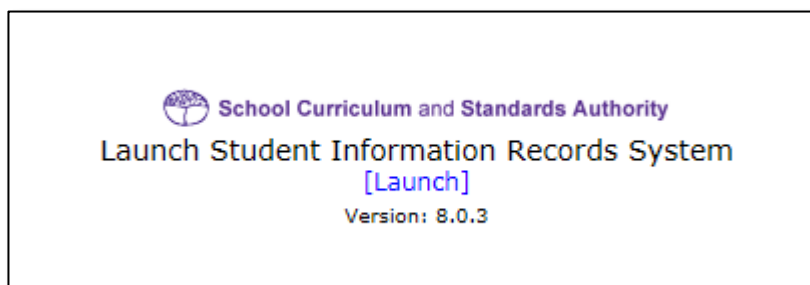 School Curriculum and Standards Authority
Launch Student Information Records System
[Launch]
Version: 8.0.3